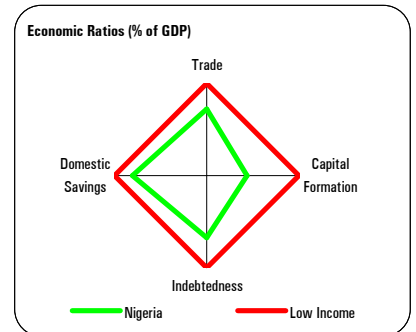 Economic Ratios (% of GDP)
Trade
Domestic
Savings
Capital
Formation
Indebtedness
Nigeria
Low Income